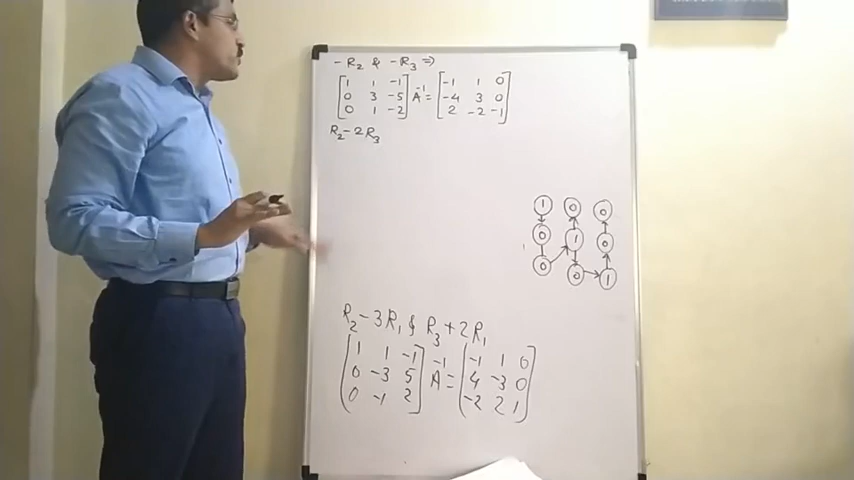 -R2 & -R3 ⇒
[1 1 -1] [-1 1 0]
[0 3 -5] A⁻¹= [-4 3 0]
[0 1 -2] [2 -2 -1]
R2-2R3
1 0 0
0 1 0
0 0 1
R2-3R1 & R3+2R1
[1 1 -1] [-1 1 0]
[0 -3 5] A⁻¹= [4 -3 0]
[0 -1 2] [-2 2 1]